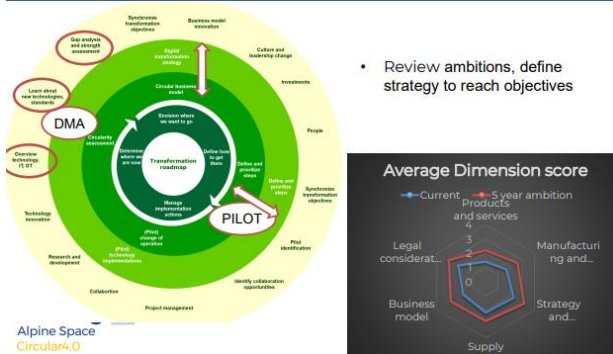 Synchronize
transformation
objectives
Business model
innovation
Gap analysis
and strength
assessment
Digital
transformation
strategy
Culture and
leadership change
Learn about
new technologies,
standards
Circular business
model
Investments
DMA
Envision where
we want to go
People
Circularity
assessment
Overview
technology,
IT, OT
Determine
where we
are now
Transformation
roadmap
Define how
to get
there
Define and
prioritize
steps
Define and
prioritize
steps
Synchronize
transformation
objectives
Manage
implementation
actions
PILOT
Technology
innovation
(Pilot)
change of
operation
(Pilot)
technology
implementations
Pilot
identification
Research and
development
Identify collaboration
opportunities
Collabortion
Project management
Alpine Space
Circular4.0
• Review ambitions, define
strategy to reach objectives
Average Dimension score
Current
5 year ambition
Products
and services
4
3
2
1
0
Legal
considerat...
Manufacturi
ng and...
Business
model
Strategy
and...
Supply